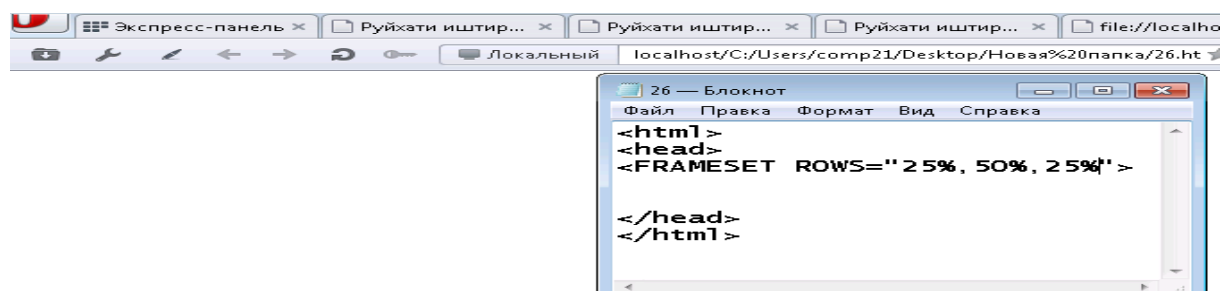 Экспресс-панель Руйхати иштир... Руйхати иштир... Руйхати иштир... file://localho
Локальный localhost/C:/Users/comp21/Desktop/Новая%20папка/26.ht
26 — Блокнот
Файл Правка Формат Вид Справка
<html>
<head>
<FRAMESET ROWS="25%,50%,25%">
</head>
</html>